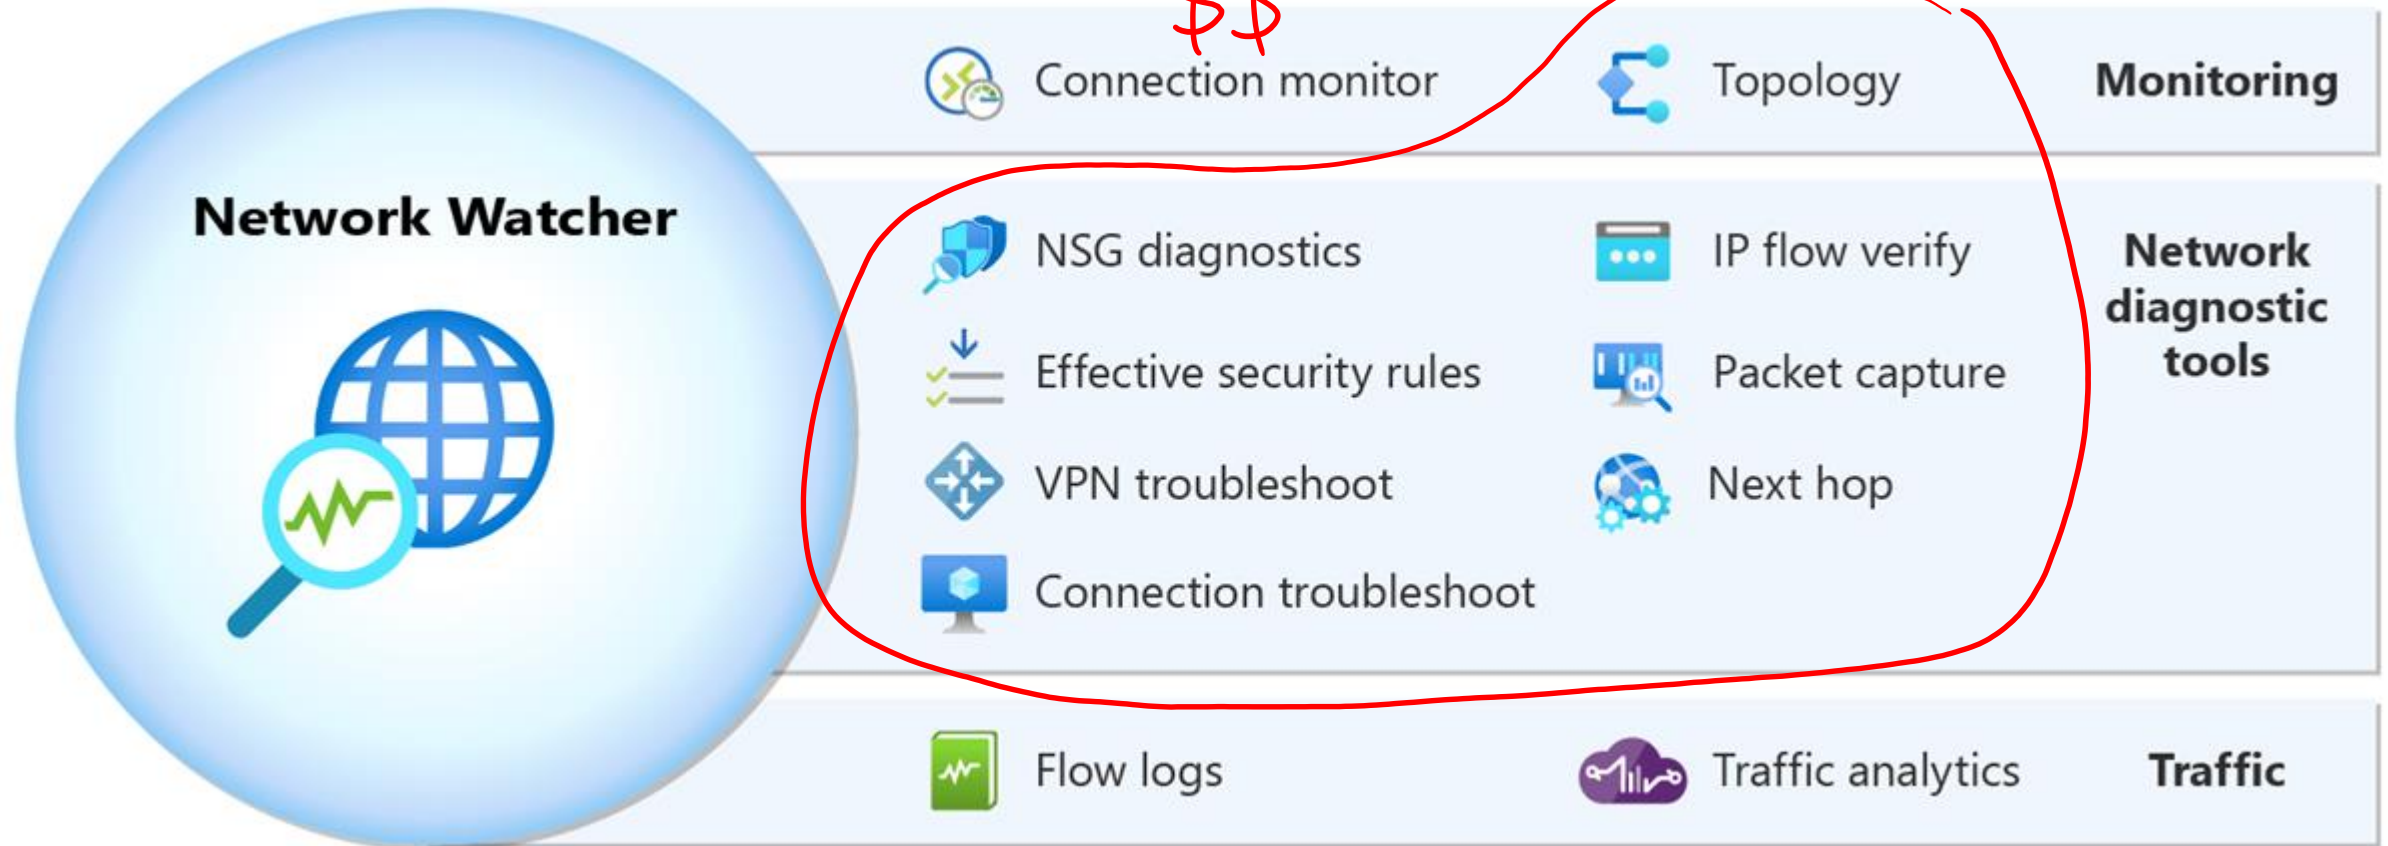 $$
Connection monitor
Topology
Monitoring
Network Watcher
NSG diagnostics
IP flow verify
Network
diagnostic
tools
Effective security rules
Packet capture
VPN troubleshoot
Next hop
Connection troubleshoot
Flow logs
Traffic analytics
Traffic